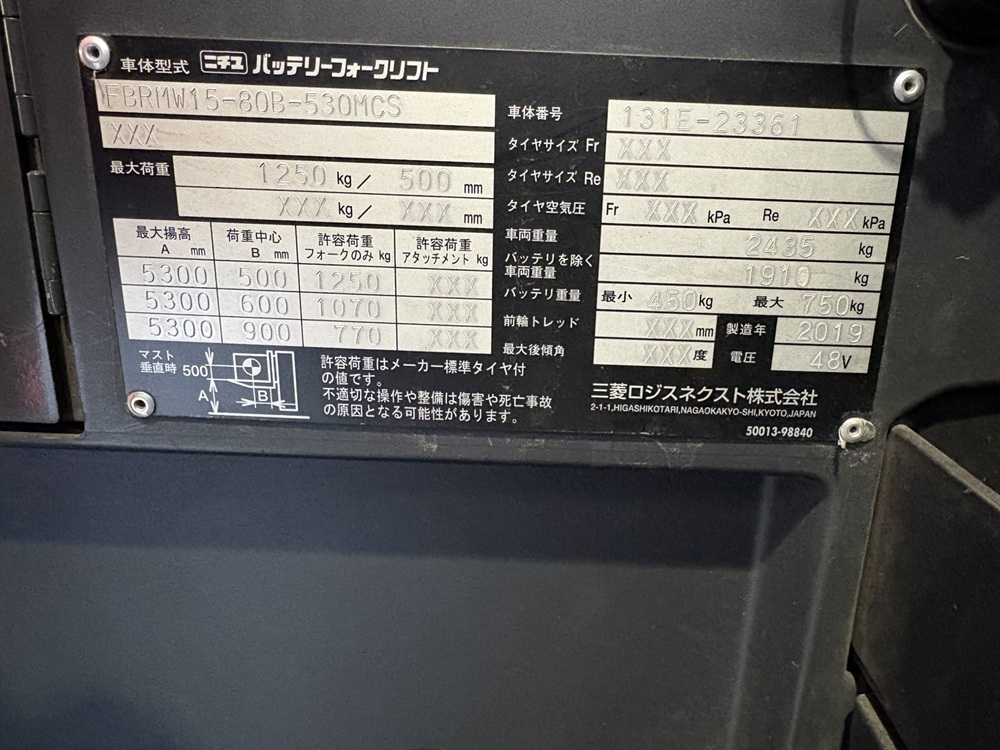 車体型式 ニチユ バッテリーフォークリフト
FBRMW15-80B-530MCS
XXX
最大荷重 1250 kg/ 500 mm
XXX kg/ XXX mm
最大揚高 A mm 荷重中心 B mm 許容荷重 フォークのみ kg 許容荷重 アタッチメント kg
5300 500 1250 XXX
5300 600 1070 XXX
5300 900 770 XXX
マスト垂直時 500 A B
許容荷重はメーカー標準タイヤ付
の値です。
不適切な操作や整備は傷害や死亡事故
の原因となる可能性があります。
車体番号 131E-23361
タイヤサイズ Fr XXX
タイヤサイズ Re XXX
タイヤ空気圧 Fr XXX kPa Re XXX kPa
車両重量 2435 kg
バッテリを除く車両重量 1910 kg
バッテリ重量 最小 450kg 最大 750kg
前輪トレッド XXX mm 製造年 2019
最大後傾角 XXX 度 電圧 48V
三菱ロジスネクスト株式会社
2-1-1,HIGASHIKOTARI,NAGAOKAKYO-SHI,KYOTO,JAPAN
50013-98840